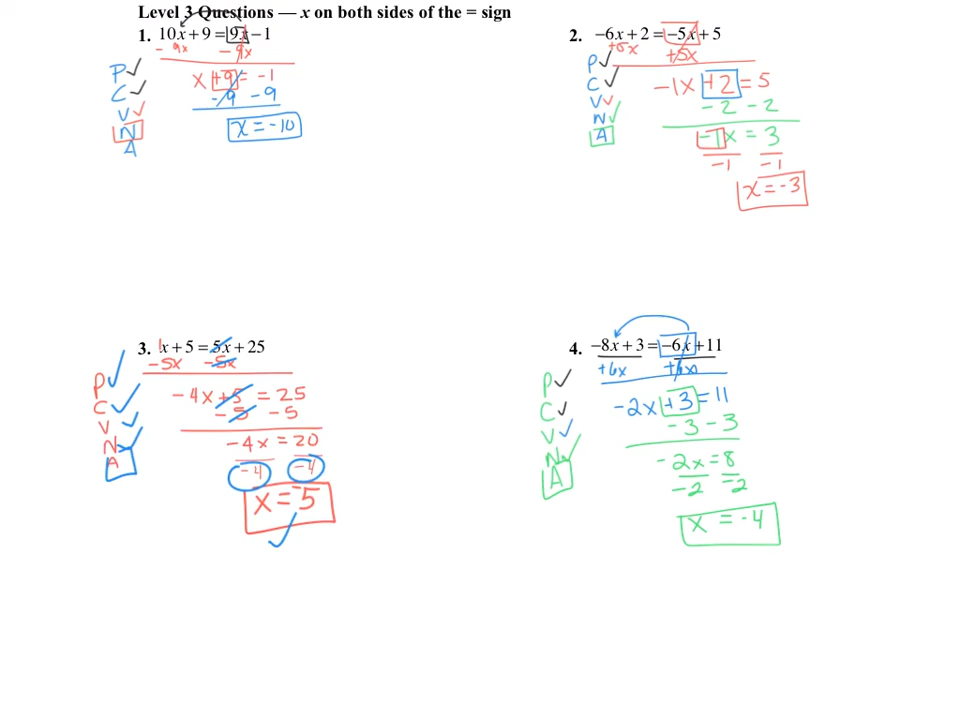 Level 3 Questions — x on both sides of the = sign
1. 10x + 9 = 9x − 1
- 9x - 9x
P
C
V
N
A
x + 9 = -1
- 9 - 9
x = -10
2. −6x + 2 = −5x + 5
+5x +5x
P
C
V
N
A
-1x + 2 = 5
- 2 - 2
-1x = 3
-1 -1
x = -3
3. 1x + 5 = 5x + 25
-5x -5x
P
C
V
N
A
-4x + 5 = 25
- 5 - 5
-4x = 20
-4 -4
x = -5
4. −8x + 3 = −6x + 11
+6x +6x
P
C
V
N
A
-2x + 3 = 11
- 3 - 3
-2x = 8
-2 -2
x = -4